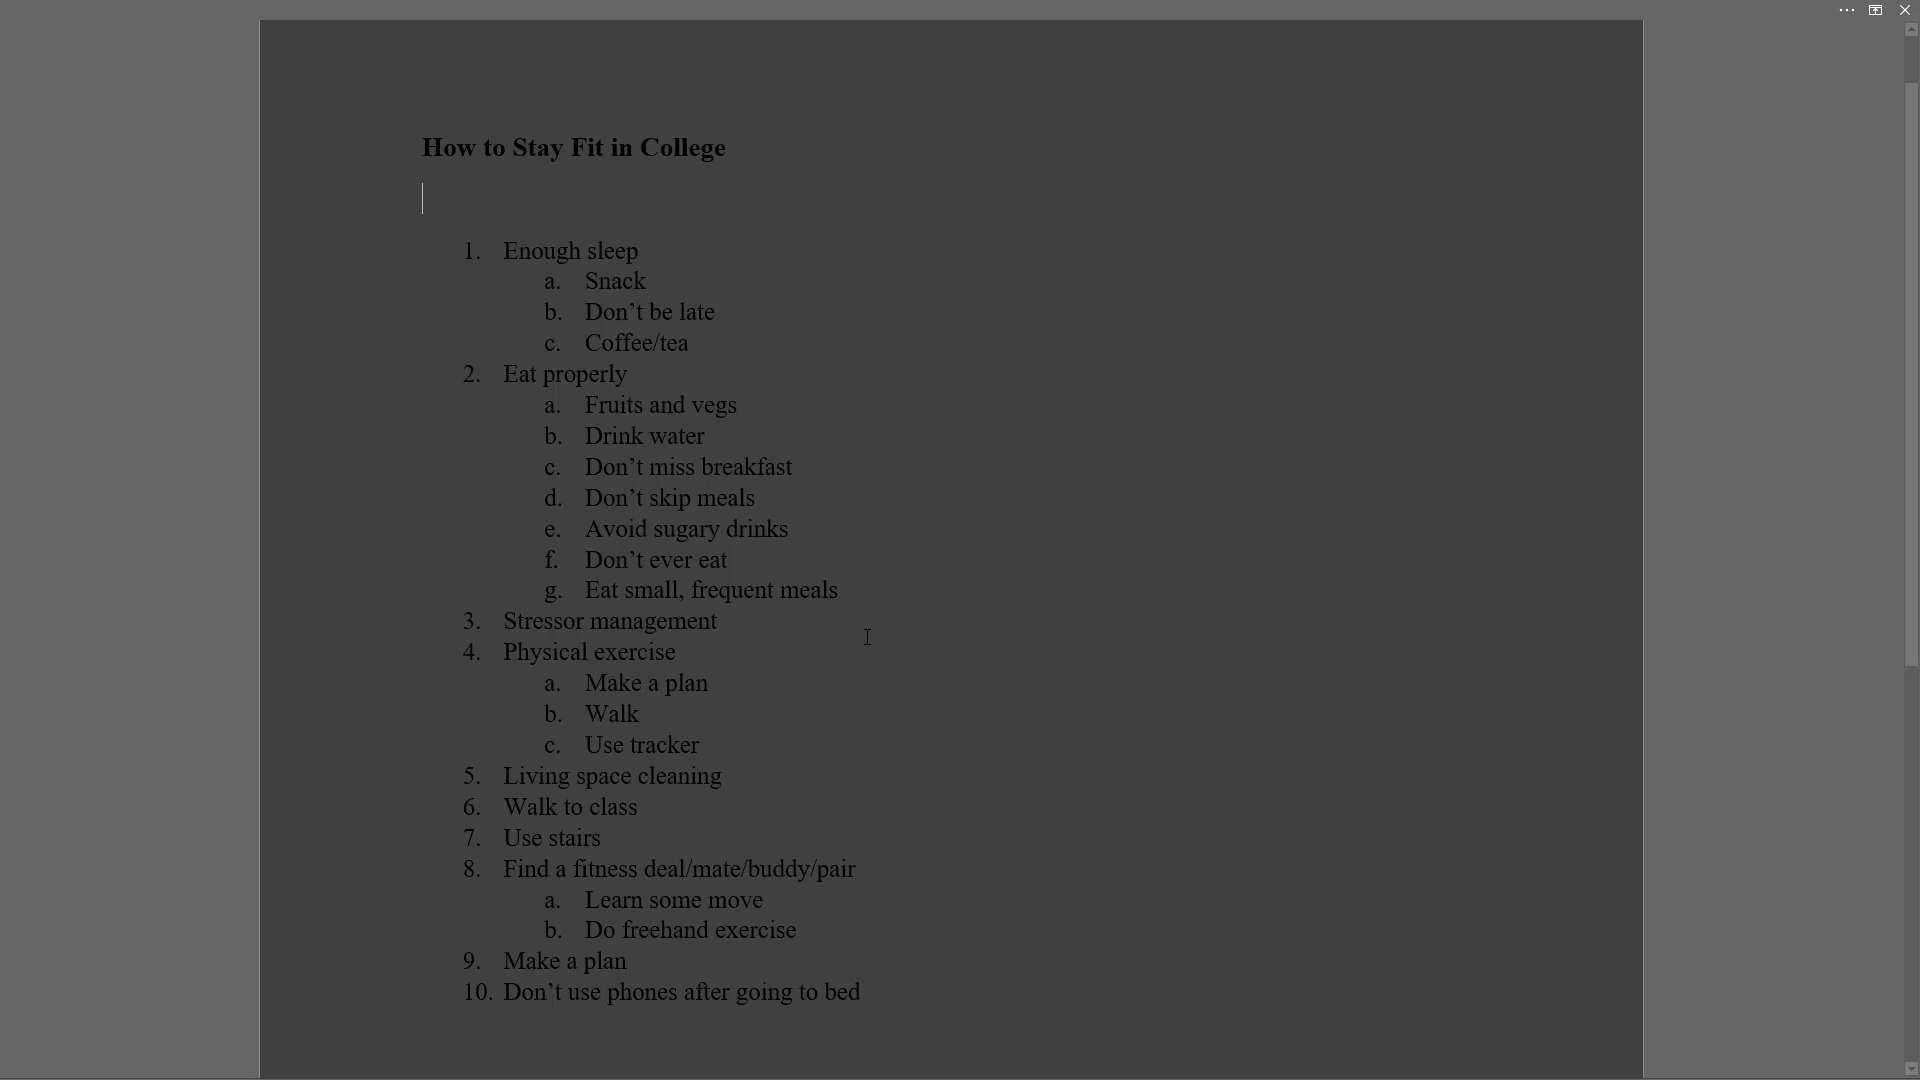 How to Stay Fit in College
1. Enough sleep
a. Snack
b. Don’t be late
c. Coffee/tea
2. Eat properly
a. Fruits and vegs
b. Drink water
c. Don’t miss breakfast
d. Don’t skip meals
e. Avoid sugary drinks
f. Don’t ever eat
g. Eat small, frequent meals
3. Stressor management
4. Physical exercise
a. Make a plan
b. Walk
c. Use tracker
5. Living space cleaning
6. Walk to class
7. Use stairs
8. Find a fitness deal/mate/buddy/pair
a. Learn some move
b. Do freehand exercise
9. Make a plan
10. Don’t use phones after going to bed